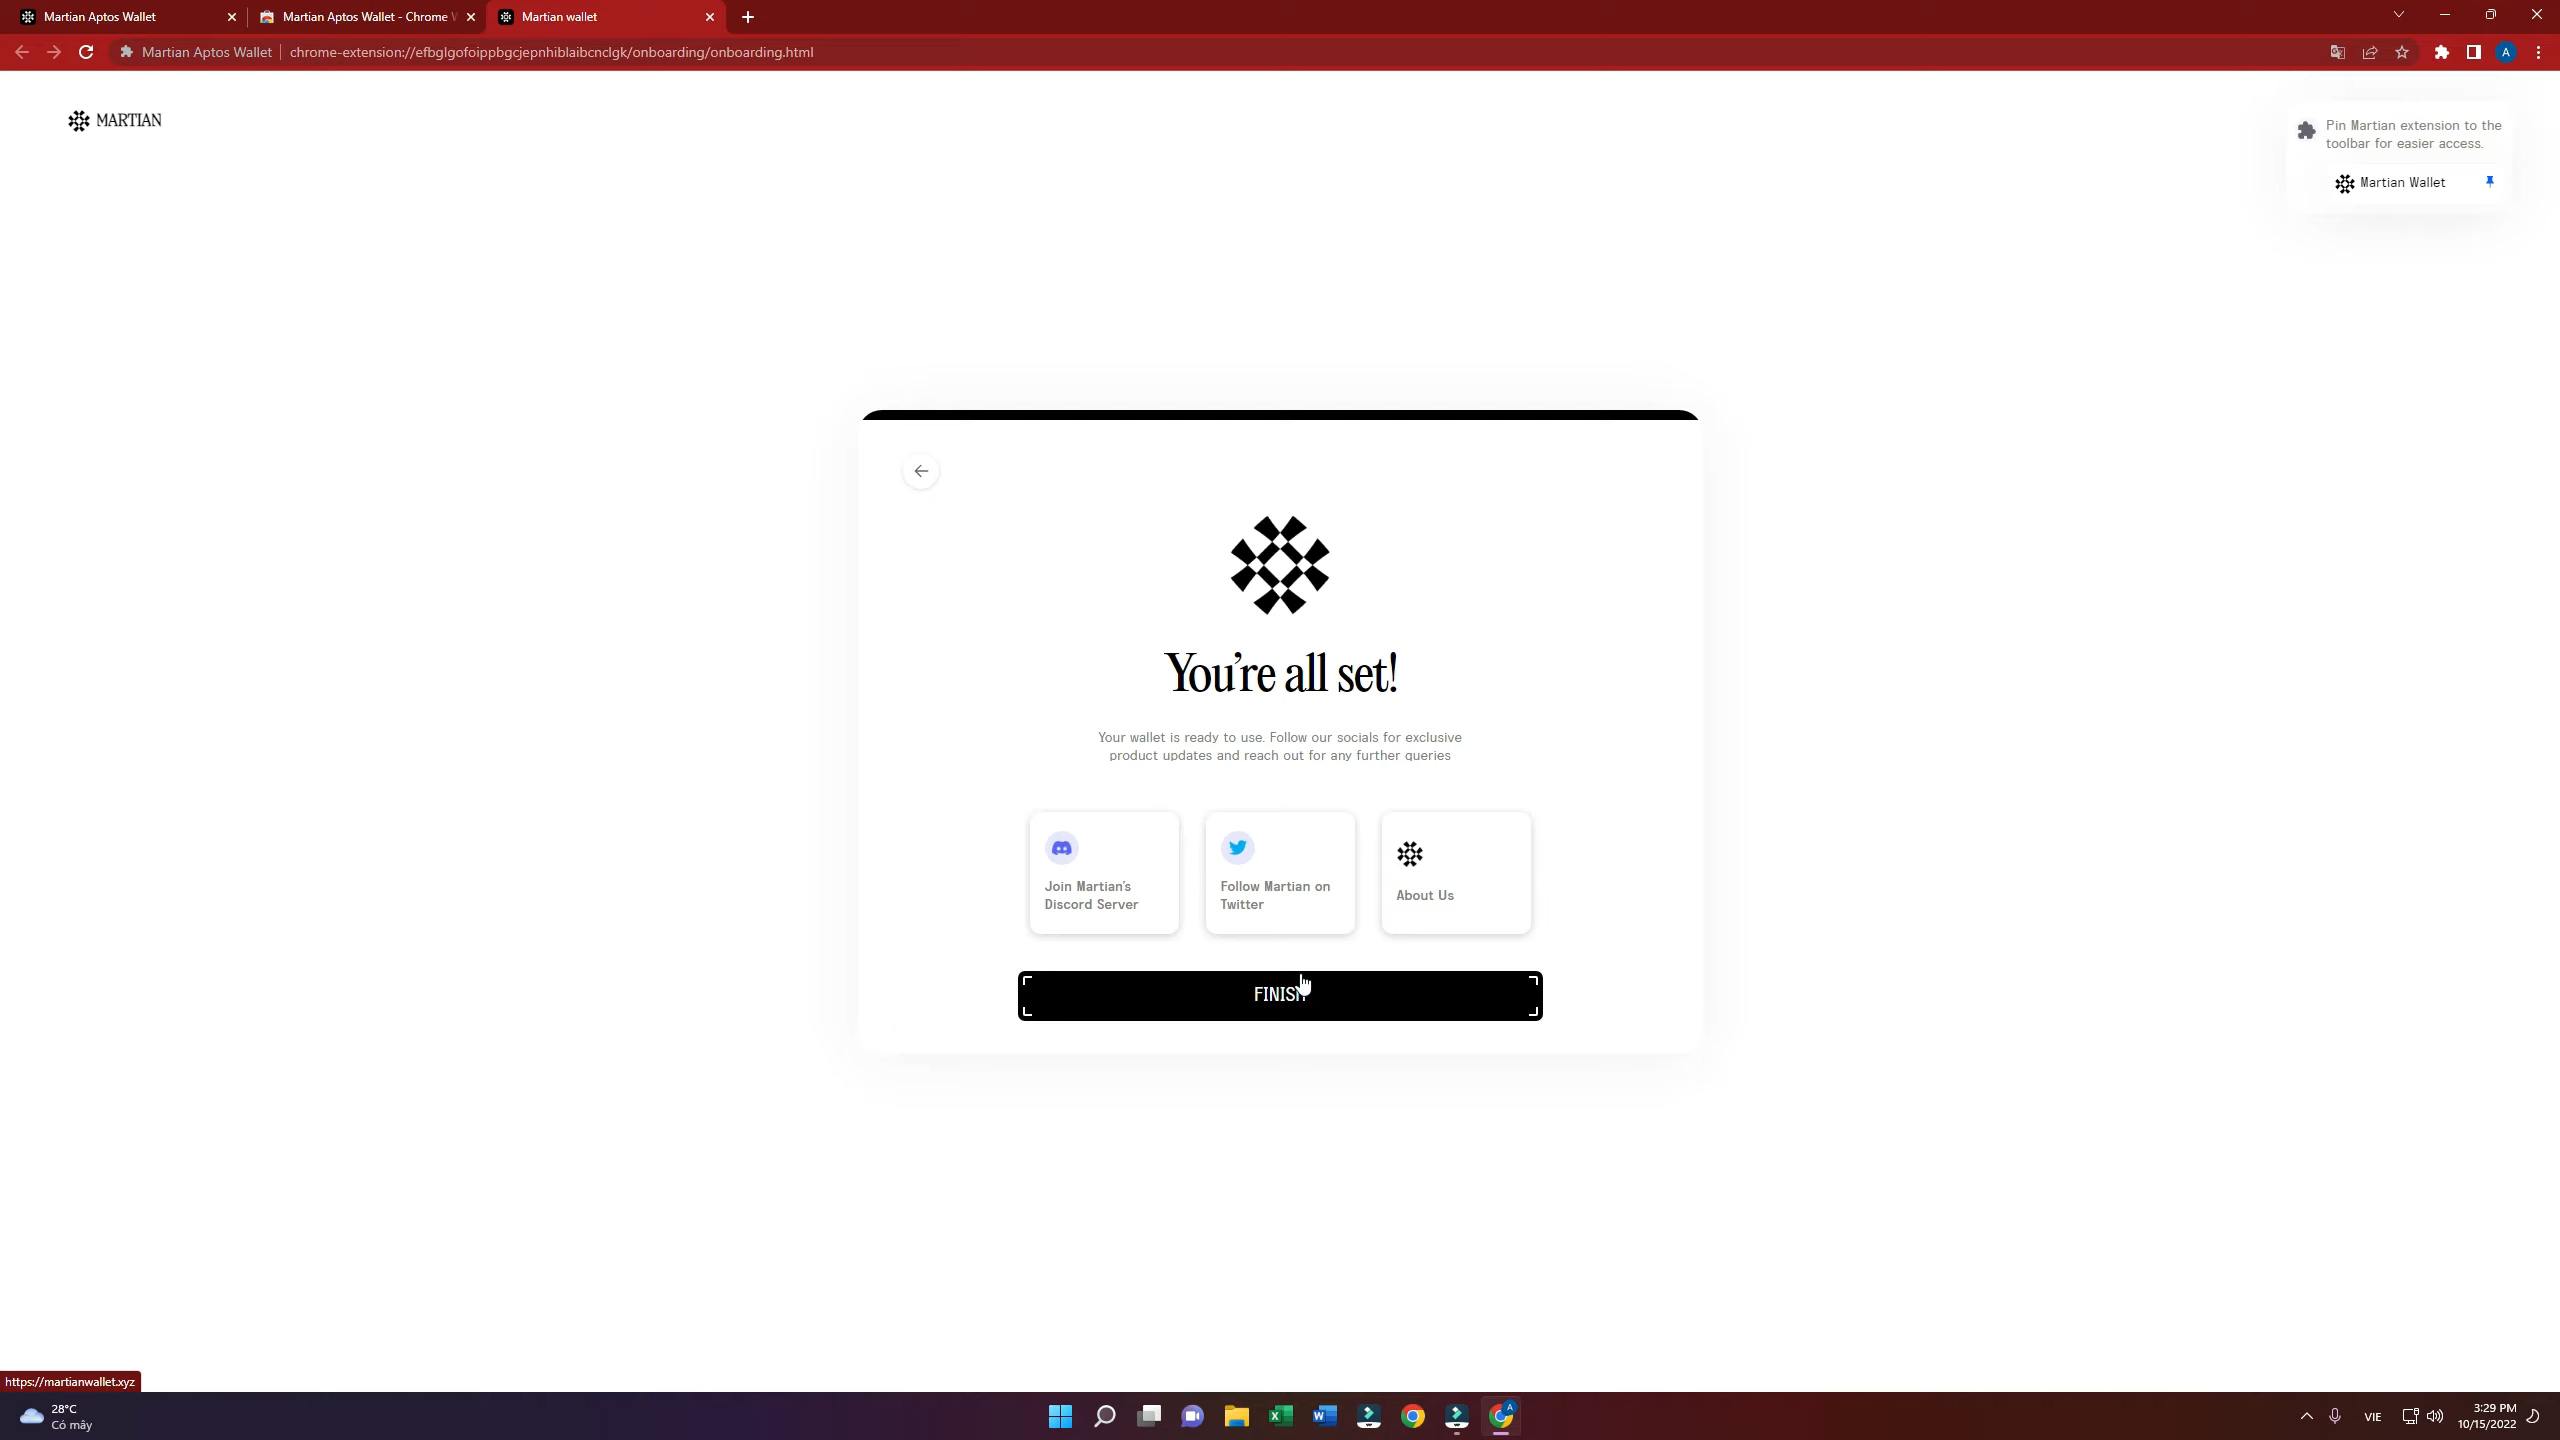 Martian Aptos Wallet
Martian Aptos Wallet - Chrome
Martian wallet
Martian Aptos Wallet
chrome-extension://efbglgofoippbgcjepnhiblaibcnclgk/onboarding/onboarding.html
A
MARTIAN
Pin Martian extension to the
toolbar for easier access.
Martian Wallet
You're all set!
Your wallet is ready to use. Follow our socials for exclusive
product updates and reach out for any further queries
Join Martian's
Discord Server
Follow Martian on
Twitter
About Us
FINISH
https://martianwallet.xyz
28°C
Có mây
A
VIE
3:29 PM
10/15/2022